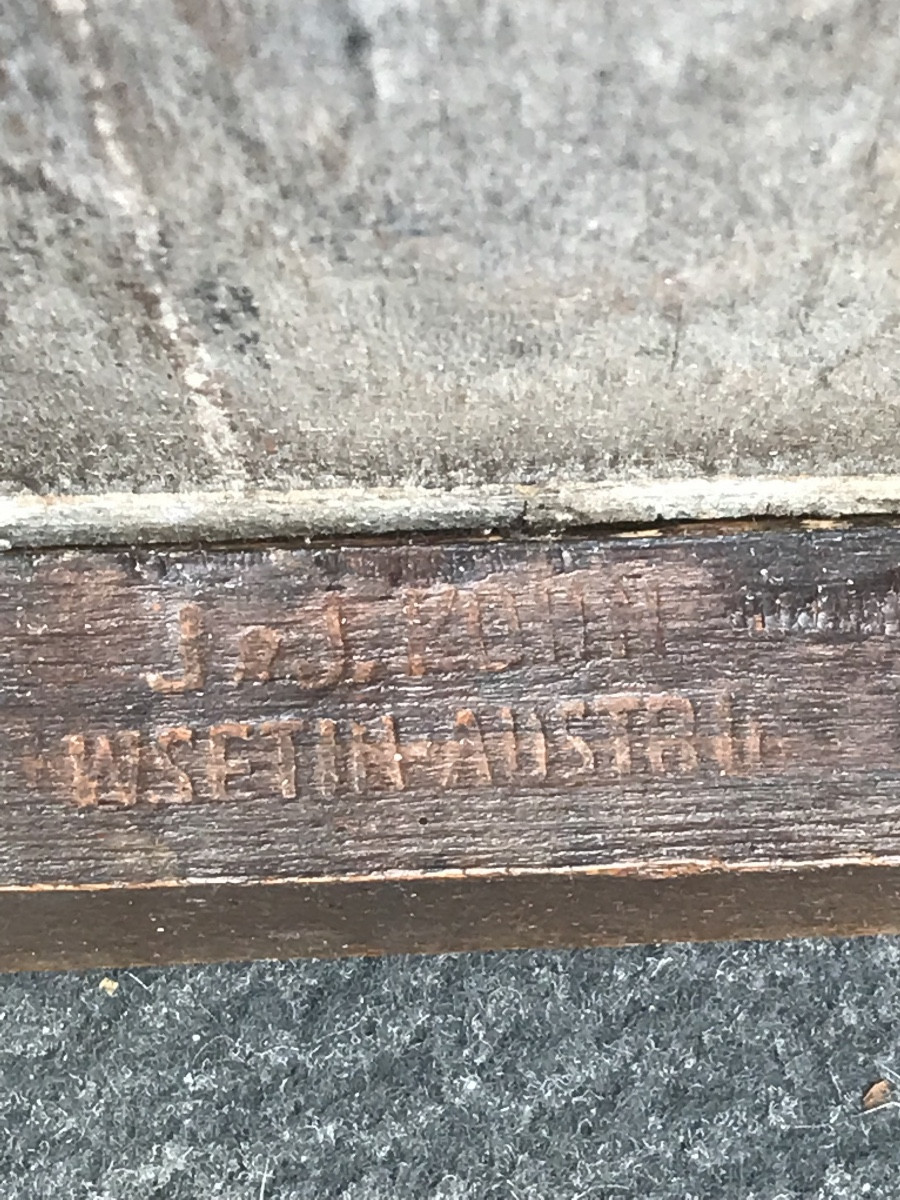 J & J. KOHN
WSETIN-AUSTRIA